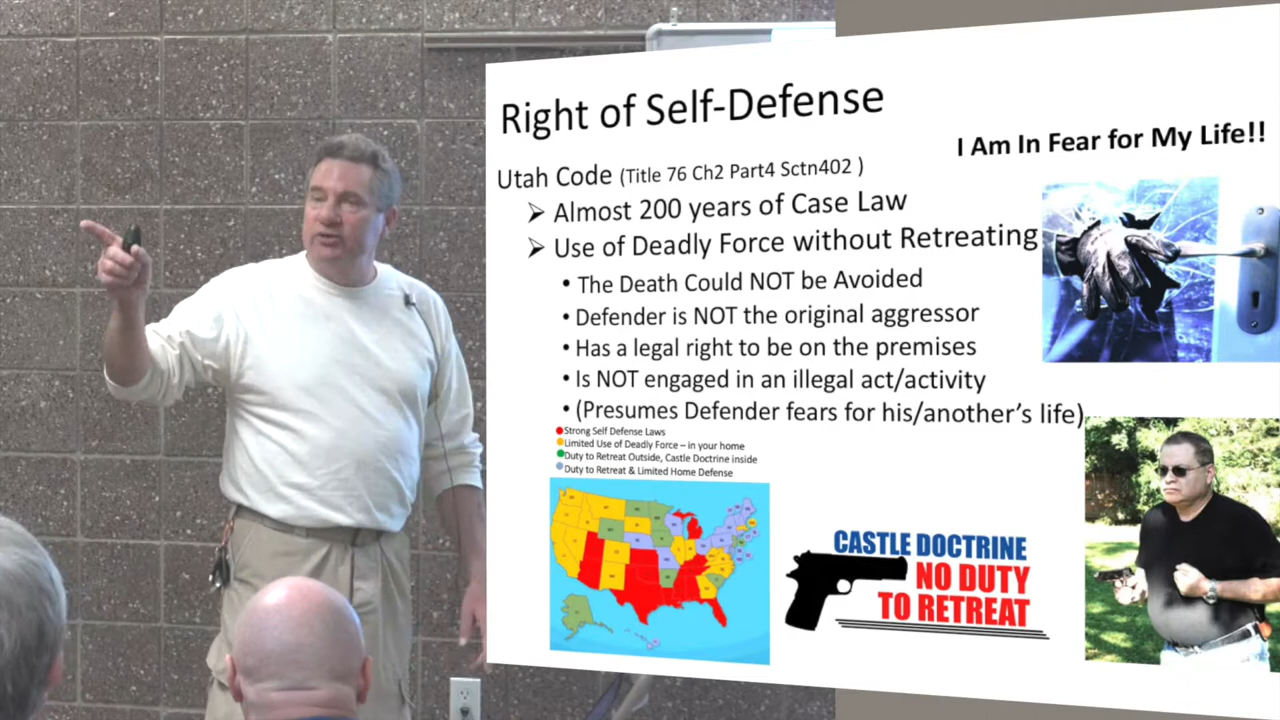 Right of Self-Defense
I Am In Fear for My Life!!
Utah Code (Title 76 Ch2 Part4 Sctn402 )
➢ Almost 200 years of Case Law
➢ Use of Deadly Force without Retreating
• The Death Could NOT be Avoided
• Defender is NOT the original aggressor
• Has a legal right to be on the premises
• Is NOT engaged in an illegal act/activity
• (Presumes Defender fears for his/another's life)
Strong Self Defense Laws
Limited Use of Deadly Force – in your home
Duty to Retreat Outside, Castle Doctrine inside
Duty to Retreat & Limited Home Defense
CASTLE DOCTRINE
NO DUTY
TO RETREAT